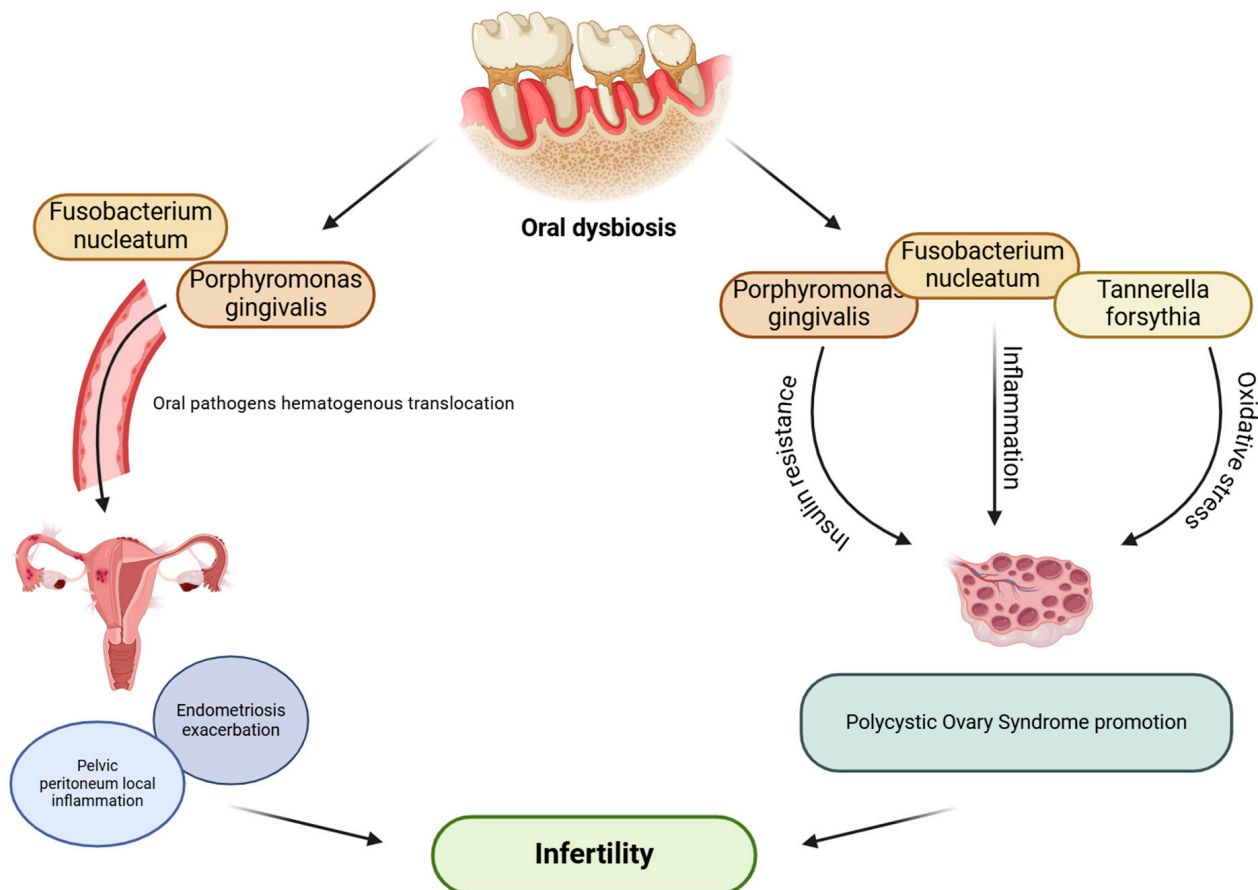 Oral dysbiosis
Fusobacterium
nucleatum
Porphyromonas
gingivalis
Oral pathogens hematogenous translocation
Endometriosis
exacerbation
Pelvic
peritoneum local
inflammation
Fusobacterium
nucleatum
Porphyromonas
gingivalis
Tannerella
forsythia
Insulin resistance
Inflammation
Oxidative stress
Polycystic Ovary Syndrome promotion
Infertility